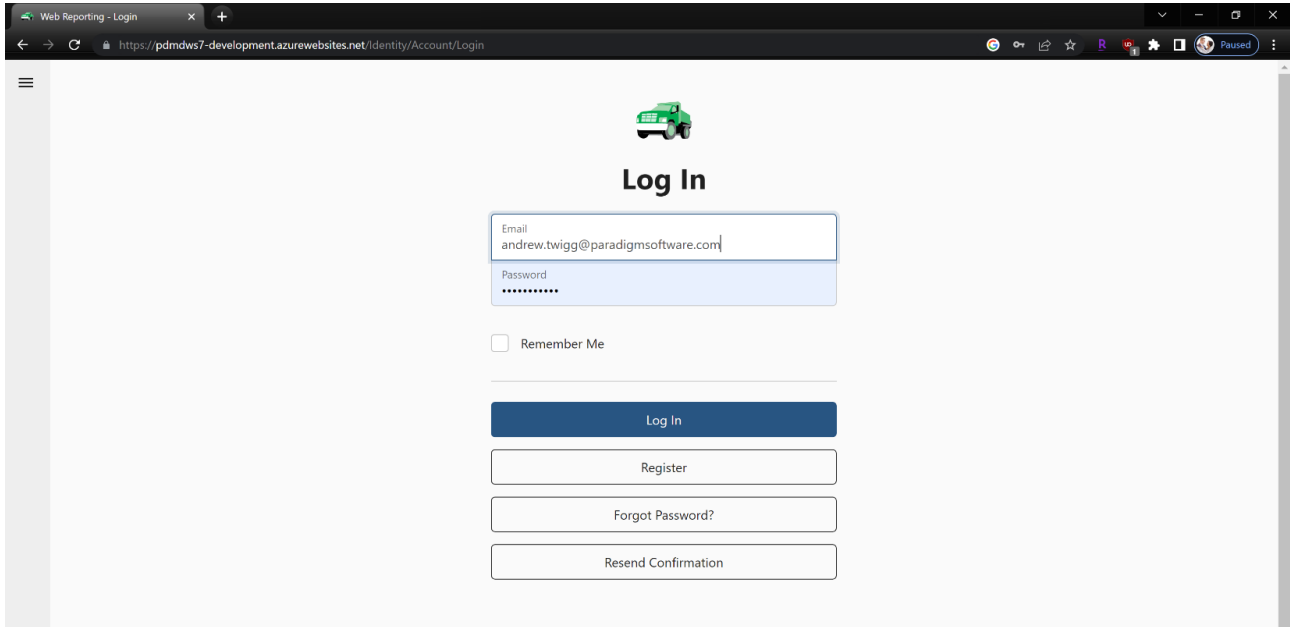 Web Reporting - Login
https://pdmdws7-development.azurewebsites.net/Identity/Account/Login
R
1
Paused
Log In
Email
andrew.twigg@paradigmsoftware.com
Password
Remember Me
Log In
Register
Forgot Password?
Resend Confirmation